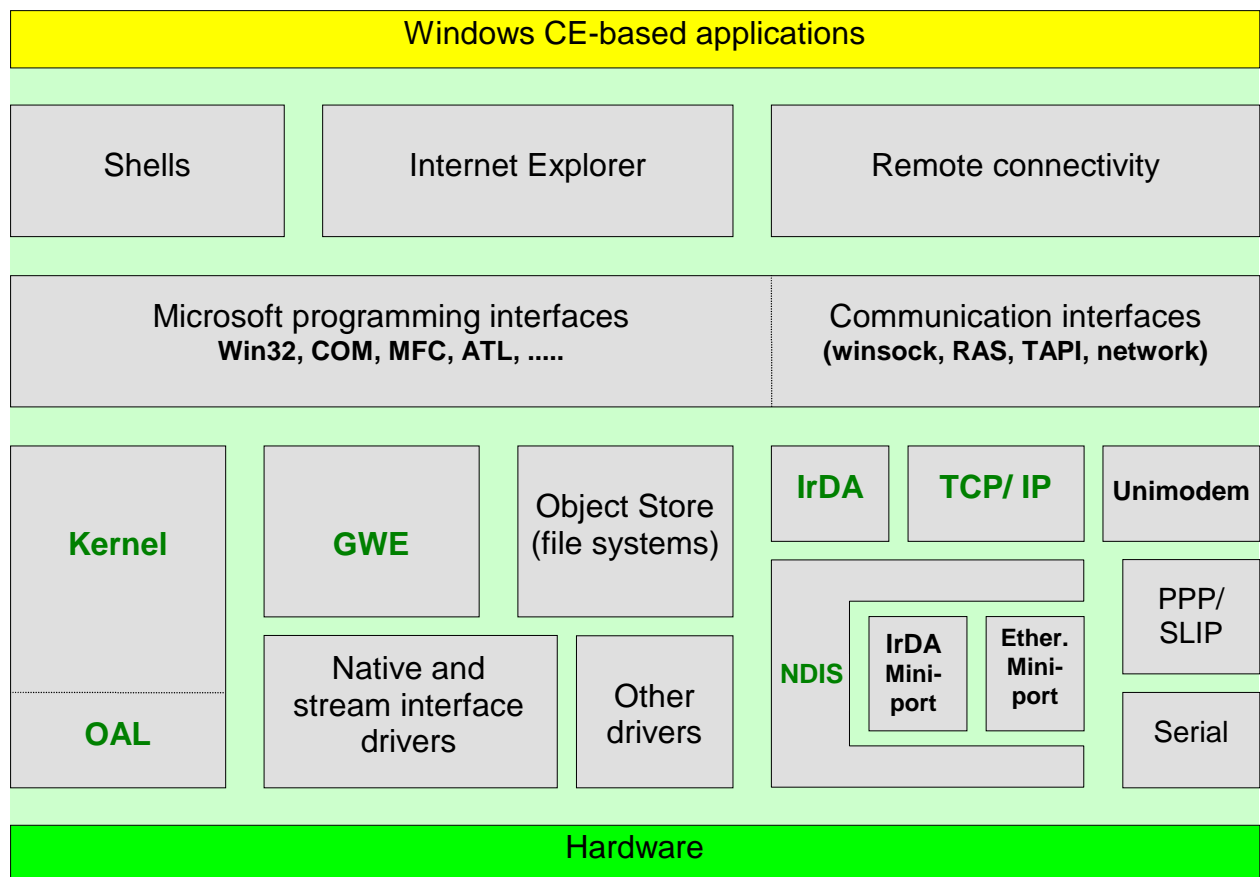 Windows CE-based applications
Shells
Internet Explorer
Remote connectivity
Microsoft programming interfaces
Win32, COM, MFC, ATL, .....
Communication interfaces
(winsock, RAS, TAPI, network)
Kernel
OAL
GWE
Object Store
(file systems)
Native and
stream interface
drivers
Other
drivers
IrDA
TCP/ IP
Unimodem
NDIS
IrDA
Mini-
port
Ether.
Mini-
port
PPP/
SLIP
Serial
Hardware